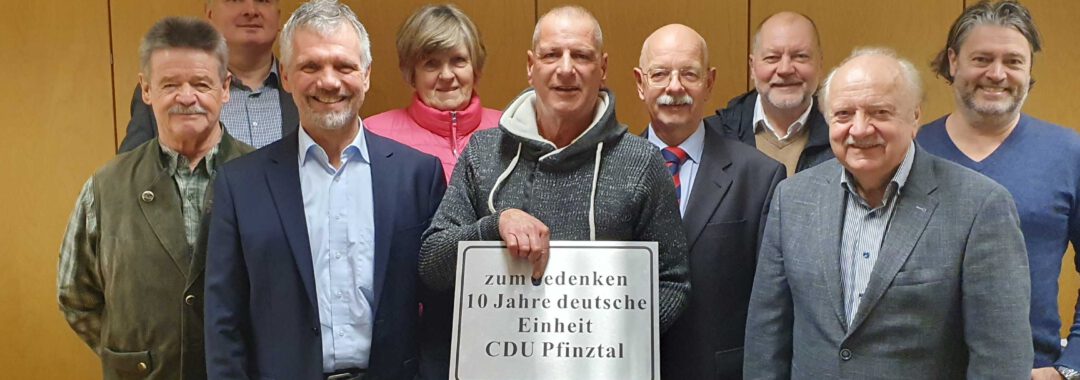 zum Gedenken
10 Jahre deutsche
Einheit
CDU Pfinztal